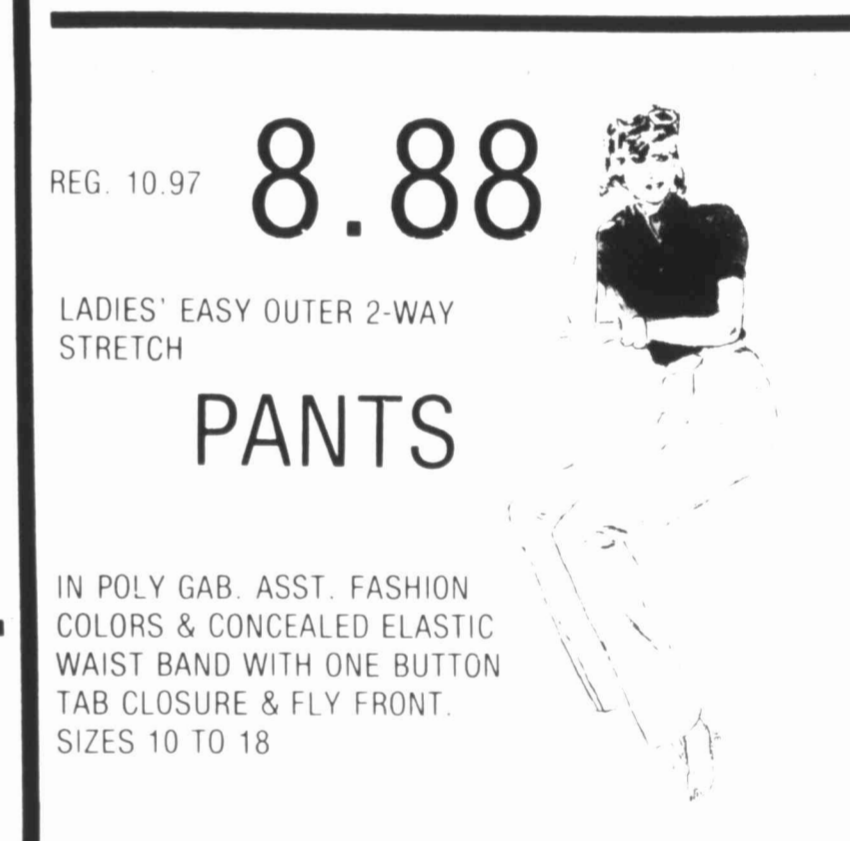 REG. 10.97
8.88
LADIES' EASY OUTER 2-WAY
STRETCH
PANTS
IN POLY GAB. ASST. FASHION
COLORS & CONCEALED ELASTIC
WAIST BAND WITH ONE BUTTON
TAB CLOSURE & FLY FRONT.
SIZES 10 TO 18